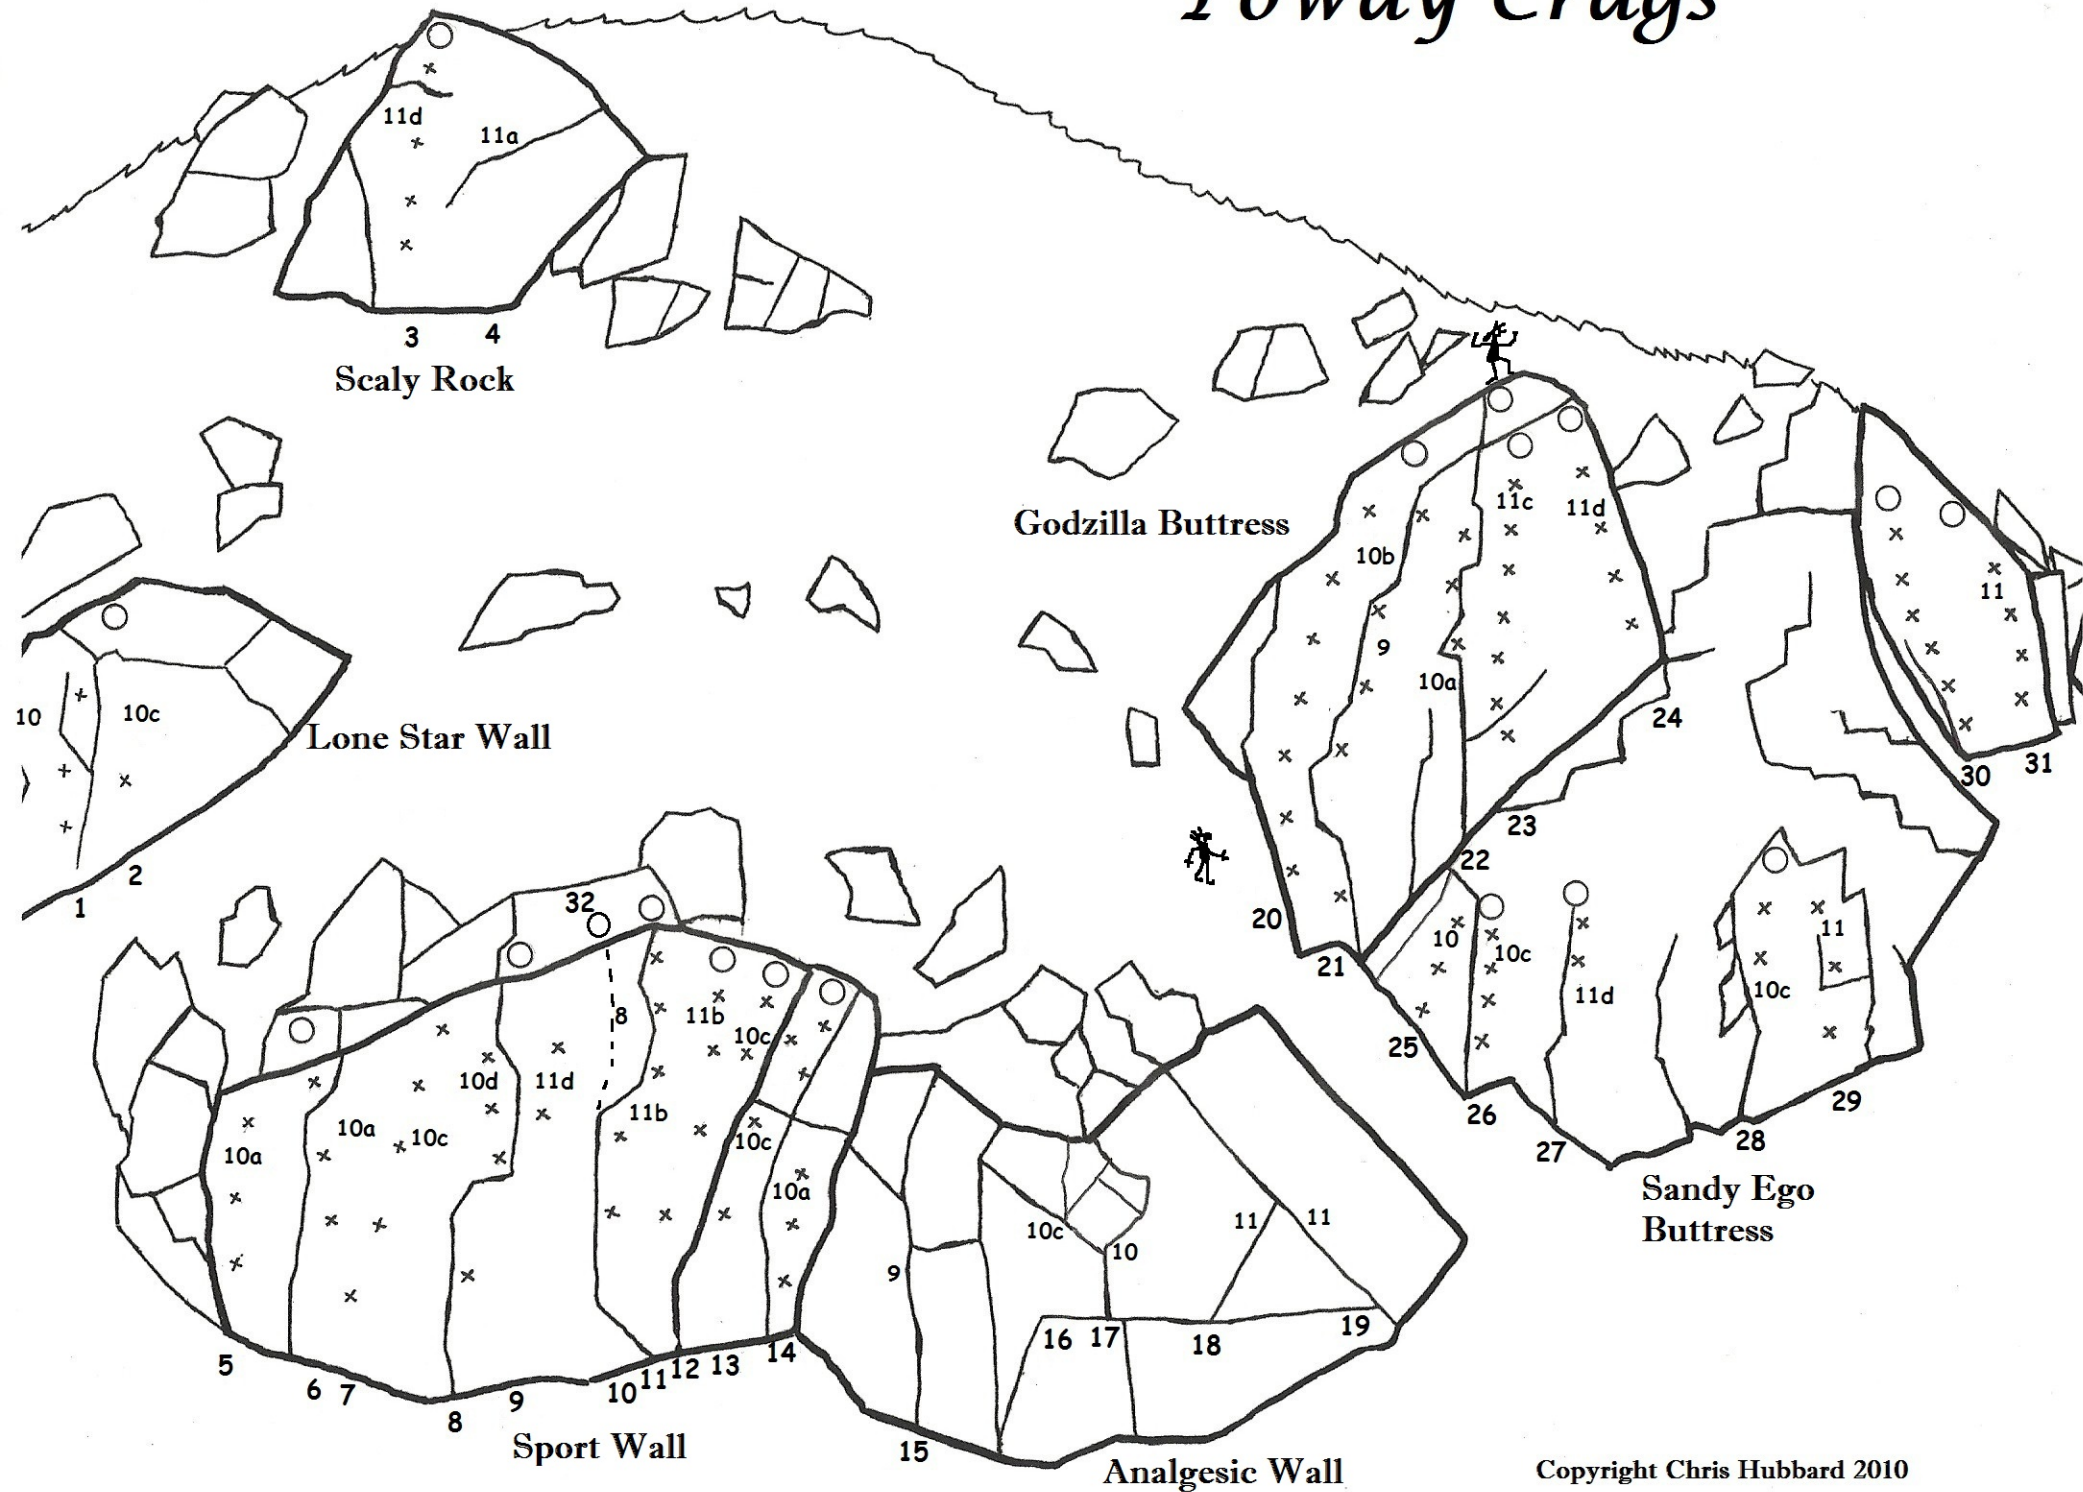 Poway Crags
11d
11a
3 4
Scaly Rock
Godzilla Buttress
11c
11d
10b
11
9
10a
10
10c
Lone Star Wall
24
30
31
23
22
2
1
32
20
21
10
10c
11
11d
10c
8
11b
10c
25
10d
11d
11b
26
29
10a
10c
10c
10a
27
28
10a
Sandy Ego
Buttress
10c
11
11
10
9
16
17
18
19
5
6
7
8
9
10
11
12
13
14
Sport Wall
15
Analgesic Wall
Copyright Chris Hubbard 2010